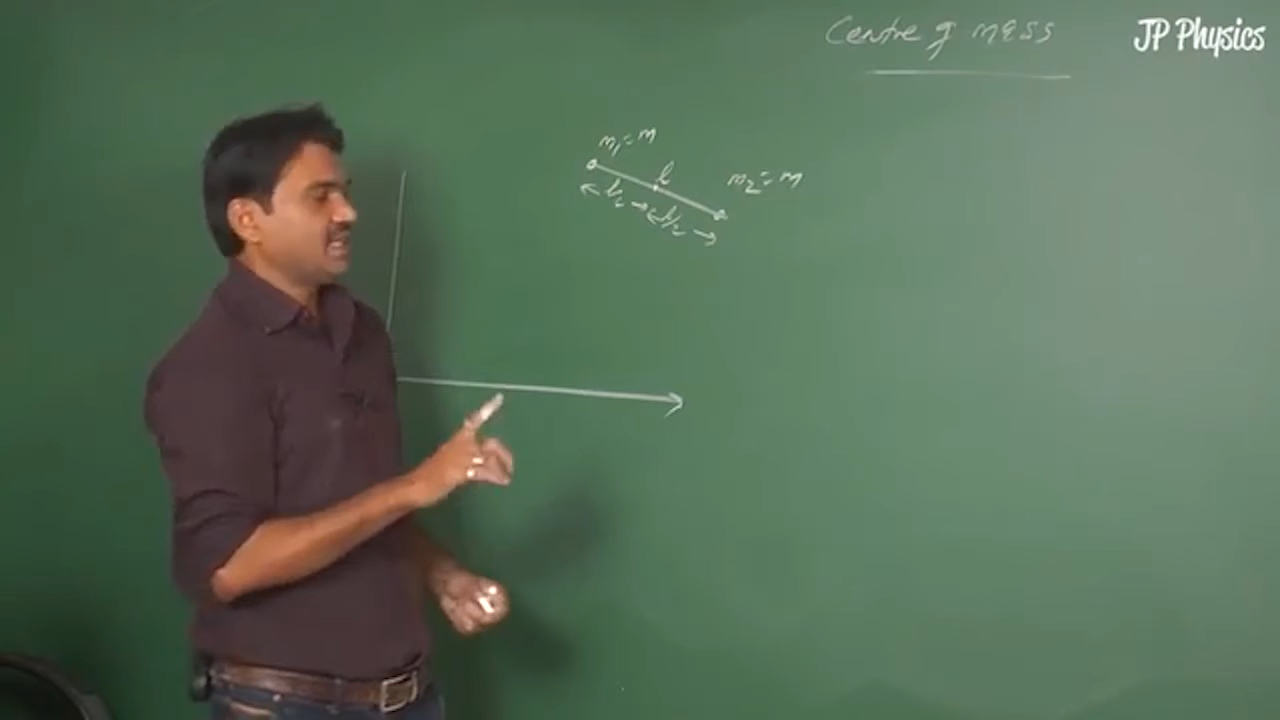 Centre of mass
JP Physics
m₁ = m
l
m₂ = m
l/2
l/2